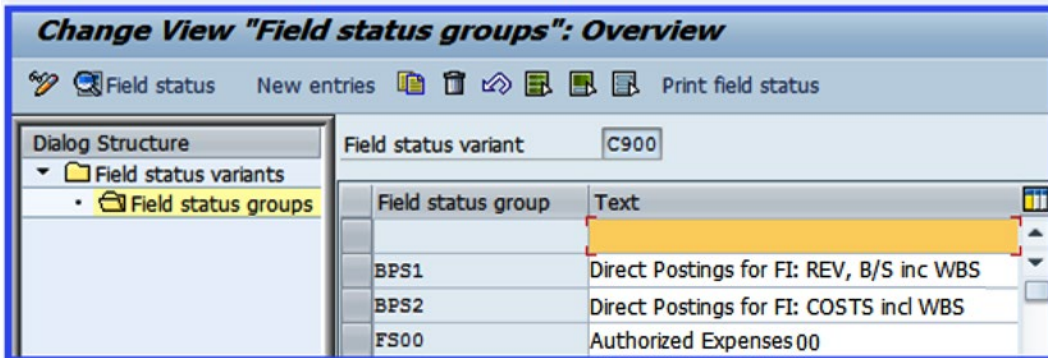 Change View "Field status groups": Overview
Field status New entries Print field status
Dialog Structure
Field status variants
Field status groups
Field status variant C900
Field status group Text
BPS1 Direct Postings for FI: REV, B/S inc WBS
BPS2 Direct Postings for FI: COSTS incl WBS
FS00 Authorized Expenses 00